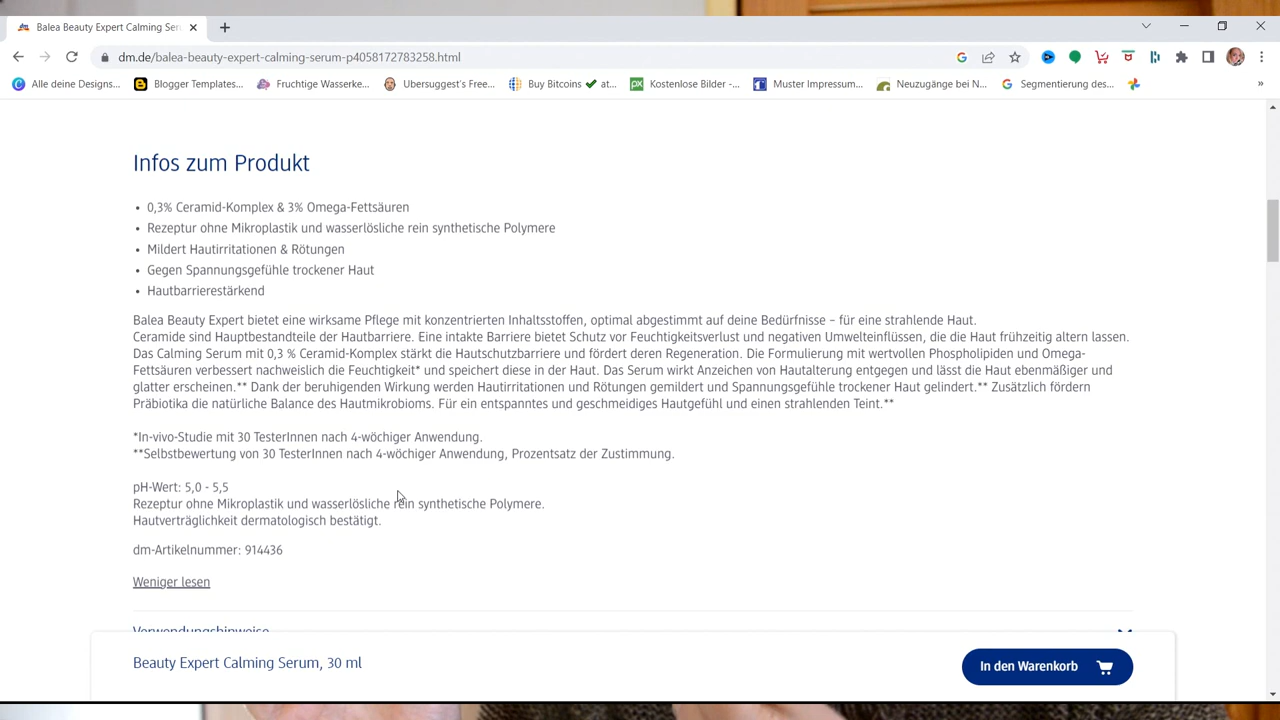 Balea Beauty Expert Calming Ser
dm.de/balea-beauty-expert-calming-serum-p4058172783258.html
Alle deine Designs... Blogger Templates... Fruchtige Wasserke... Ubersuggest's Free... Buy Bitcoins ✔ at... Kostenlose Bilder -... Muster Impressum... Neuzugänge bei N... Segmentierung des... »
Infos zum Produkt
• 0,3% Ceramid-Komplex & 3% Omega-Fettsäuren
• Rezeptur ohne Mikroplastik und wasserlösliche rein synthetische Polymere
• Mildert Hautirritationen & Rötungen
• Gegen Spannungsgefühle trockener Haut
• Hautbarrierestärkend
Balea Beauty Expert bietet eine wirksame Pflege mit konzentrierten Inhaltsstoffen, optimal abgestimmt auf deine Bedürfnisse – für eine strahlende Haut.
Ceramide sind Hauptbestandteile der Hautbarriere. Eine intakte Barriere bietet Schutz vor Feuchtigkeitsverlust und negativen Umwelteinflüssen, die die Haut frühzeitig altern lassen.
Das Calming Serum mit 0,3 % Ceramid-Komplex stärkt die Hautschutzbarriere und fördert deren Regeneration. Die Formulierung mit wertvollen Phospholipiden und Omega-
Fettsäuren verbessert nachweislich die Feuchtigkeit* und speichert diese in der Haut. Das Serum wirkt Anzeichen von Hautalterung entgegen und lässt die Haut ebenmäßiger und
glatter erscheinen.** Dank der beruhigenden Wirkung werden Hautirritationen und Rötungen gemildert und Spannungsgefühle trockener Haut gelindert.** Zusätzlich fördern
Präbiotika die natürliche Balance des Hautmikrobioms. Für ein entspanntes und geschmeidiges Hautgefühl und einen strahlenden Teint.**
*In-vivo-Studie mit 30 TesterInnen nach 4-wöchiger Anwendung.
**Selbstbewertung von 30 TesterInnen nach 4-wöchiger Anwendung, Prozentsatz der Zustimmung.
pH-Wert: 5,0 - 5,5
Rezeptur ohne Mikroplastik und wasserlösliche rein synthetische Polymere.
Hautverträglichkeit dermatologisch bestätigt.
dm-Artikelnummer: 914436
Weniger lesen
Verwendungshinweise
Beauty Expert Calming Serum, 30 ml
In den Warenkorb